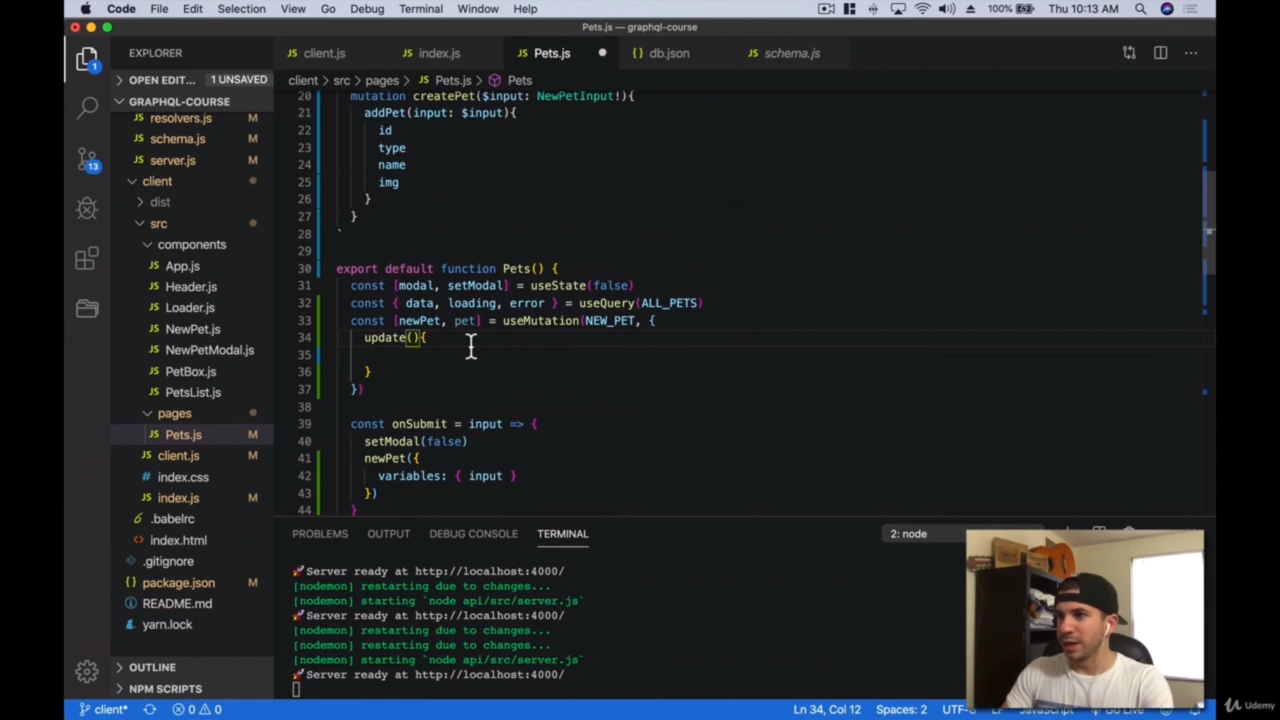 Code File Edit Selection View Go Debug Terminal Window Help 100% Thu 10:13 AM
Pets.js — graphql-course
EXPLORER
client.js index.js Pets.js db.json schema.js
OPEN EDIT... 1 UNSAVED
client > src > pages > Pets.js > Pets
GRAPHQL-COURSE
resolvers.js M
schema.js M
server.js M
client
dist
src
components
App.js
Header.js
Loader.js
NewPet.js
NewPetModal.js
PetBox.js
PetsList.js
pages
Pets.js M
client.js M
index.css
index.js M
.babelrc
index.html
.gitignore
package.json M
README.md
yarn.lock
OUTLINE
NPM SCRIPTS
1
13
20 mutation createPet($input: NewPetInput!){
21 addPet(input: $input){
22 id
23 type
24 name
25 img
26 }
27 }
28 `
29
30 export default function Pets() {
31 const [modal, setModal] = useState(false)
32 const { data, loading, error } = useQuery(ALL_PETS)
33 const [newPet, pet] = useMutation(NEW_PET, {
34 update(){
35
36 }
37 })
38
39 const onSubmit = input => {
40 setModal(false)
41 newPet({
42 variables: { input }
43 })
44 }
PROBLEMS OUTPUT DEBUG CONSOLE TERMINAL 2: node
🚀Server ready at http://localhost:4000/
[nodemon] restarting due to changes...
[nodemon] starting `node api/src/server.js`
🚀Server ready at http://localhost:4000/
[nodemon] restarting due to changes...
[nodemon] restarting due to changes...
[nodemon] starting `node api/src/server.js`
🚀Server ready at http://localhost:4000/
client* 0 0 Ln 34, Col 12 Spaces: 2
Udemy